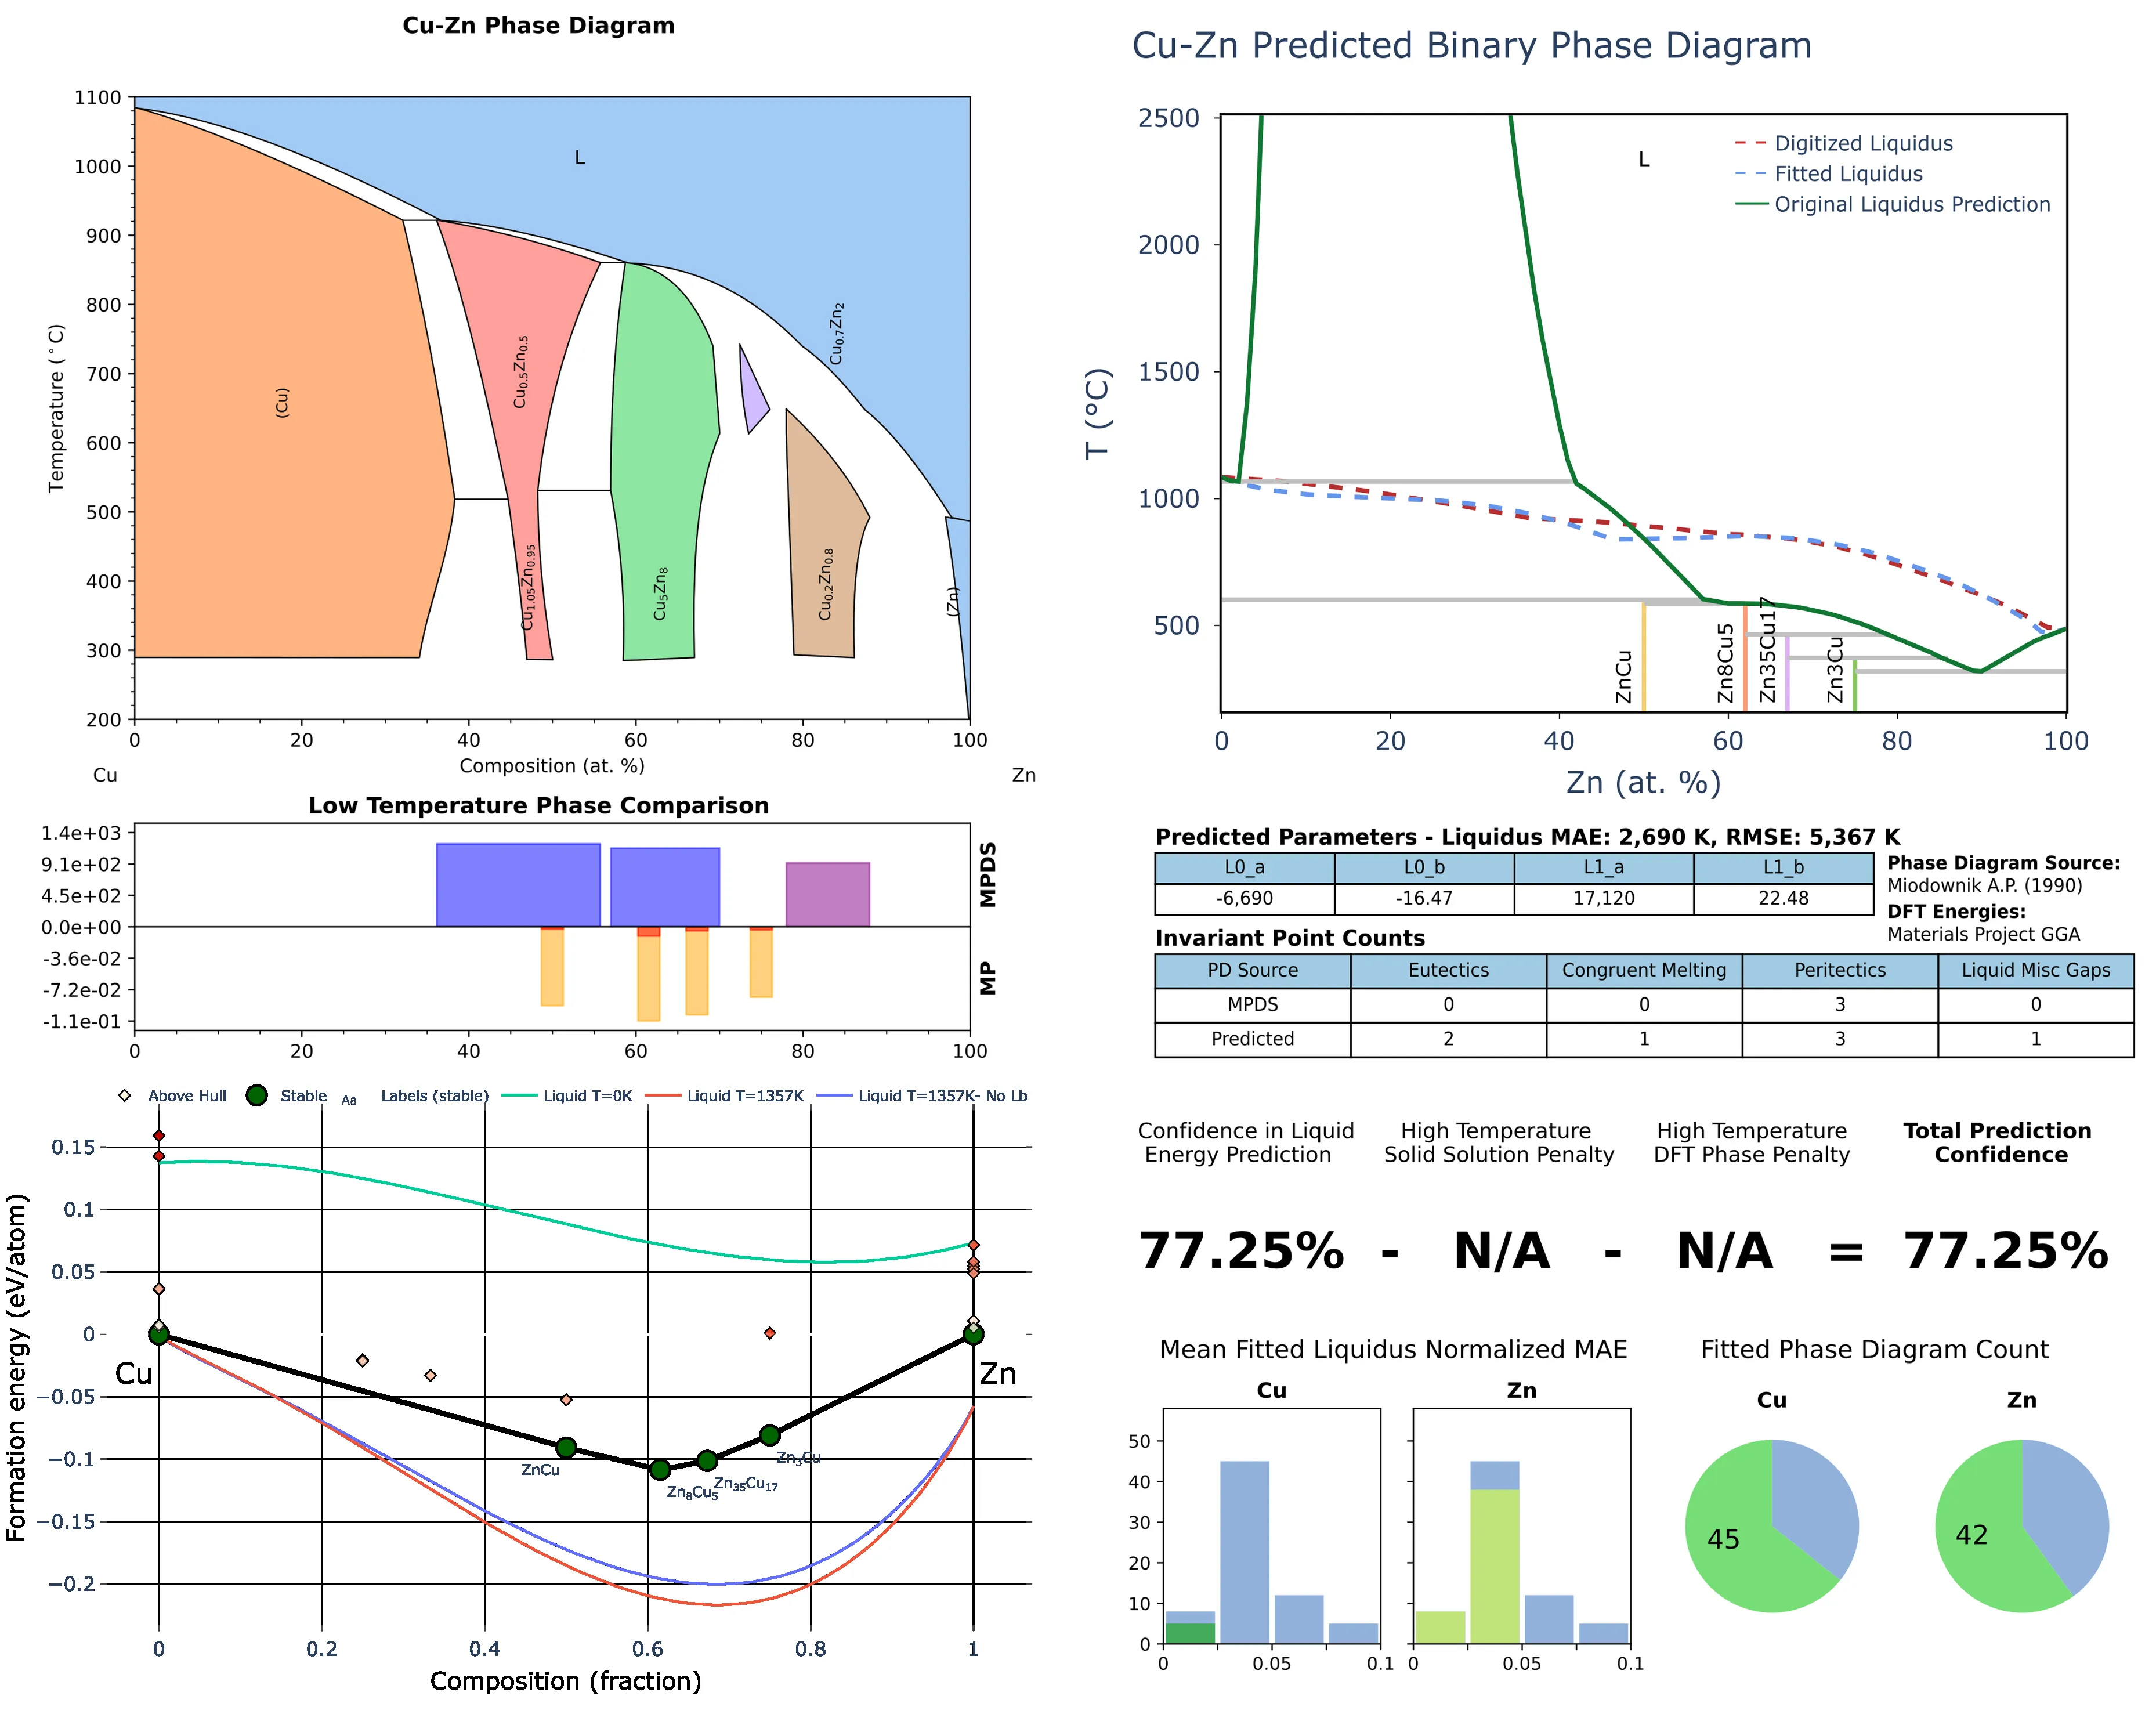 Cu-Zn Phase Diagram
1100
1000
900
800
700
600
500
400
300
200
Temperature (°C)
L
(Cu)
Cu0.5Zn0.5
Cu1.05Zn0.95
Cu5Zn8
Cu0.7Zn2
Cu0.2Zn0.8
(Zn)
0 20 40 60 80 100
Cu Composition (at. %) Zn
Cu-Zn Predicted Binary Phase Diagram
2500
2000
1500
1000
500
T (°C)
L
Digitized Liquidus
Fitted Liquidus
Original Liquidus Prediction
ZnCu
Zn8Cu5
Zn35Cu17
Zn3Cu
0 20 40 60 80 100
Zn (at. %)
Low Temperature Phase Comparison
1.4e+03
9.1e+02
4.5e+02
0.0e+00
-3.6e-02
-7.2e-02
-1.1e-01
MPDS
MP
0 20 40 60 80 100
Predicted Parameters - Liquidus MAE: 2,690 K, RMSE: 5,367 K
L0_a L0_b L1_a L1_b
-6,690 -16.47 17,120 22.48
Phase Diagram Source:
Miodownik A.P. (1990)
DFT Energies:
Materials Project GGA
Invariant Point Counts
PD Source Eutectics Congruent Melting Peritectics Liquid Misc Gaps
MPDS 0 0 3 0
Predicted 2 1 3 1
Above Hull Stable Aa Labels (stable) Liquid T=0K Liquid T=1357K Liquid T=1357K- No Lb
0.15
0.1
0.05
0
−0.05
−0.1
−0.15
−0.2
Formation energy (eV/atom)
Cu
Zn
ZnCu
Zn8Cu5
Zn35Cu17
Zn3Cu
0 0.2 0.4 0.6 0.8 1
Composition (fraction)
Confidence in Liquid
Energy Prediction
High Temperature
Solid Solution Penalty
High Temperature
DFT Phase Penalty
Total Prediction
Confidence
77.25% - N/A - N/A = 77.25%
Mean Fitted Liquidus Normalized MAE
Cu
Zn
50
40
30
20
10
0
0 0.05 0.1
0 0.05 0.1
Fitted Phase Diagram Count
Cu
Zn
45
42